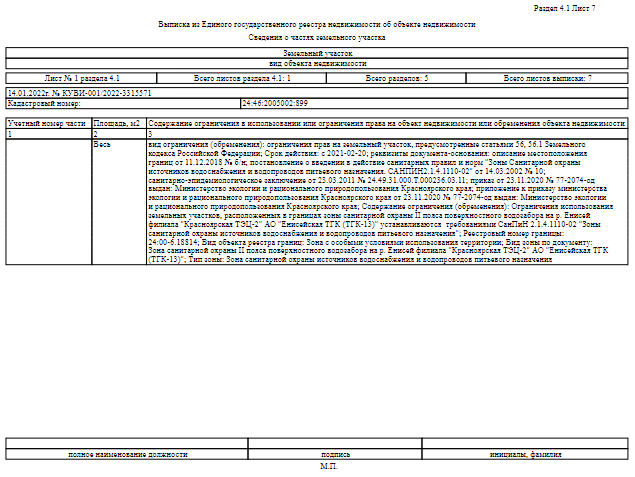 Раздел 4.1 Лист 7
Выписка из Единого государственного реестра недвижимости об объекте недвижимости
Сведения о частях земельного участка
Земельный участок
вид объекта недвижимости
Лист № 1 раздела 4.1 Всего листов раздела 4.1: 1 Всего разделов: 5 Всего листов выписки: 7
14.01.2022г. № КУВИ-001/2022-3315571
Кадастровый номер: 24:46:2005002:899
Учетный номер части Площадь, м2 Содержание ограничения в использовании или ограничения права на объект недвижимости или обременения объекта недвижимости
1 2 3
Весь вид ограничения (обременения): ограничения прав на земельный участок, предусмотренные статьями 56, 56.1 Земельного
кодекса Российской Федерации; Срок действия: с 2021-02-20; реквизиты документа-основания: описание местоположения
границ от 11.12.2018 № б/н; постановление о введении в действие санитарных правил и норм "Зоны Санитарной охраны
источников водоснабжения и водопроводов питьевого назначения. САНПИН2.1.4.1110-02" от 14.03.2002 № 10;
санитарно-эпидемиологическое заключение от 23.03.2011 № 24.49.31.000.Т.000236.03.11; приказ от 23.11.2020 № 77-2074-од
выдан: Министерство экологии и рационального природопользования Красноярского края; приложение к приказу министерства
экологии и рационального природопользования Красноярского края от 23.11.2020 № 77-2074-од выдан: Министерство экологии
и рационального природопользования Красноярского края; Содержание ограничения (обременения): Ограничения использования
земельных участков, расположенных в границах зоны санитарной охраны II пояса поверхностного водозабора на р. Енисей
филиала "Красноярская ТЭЦ-2" АО "Енисейская ТГК (ТГК-13)" устанавливаются требованиями СанПиН 2.1.4.1110-02 "Зоны
санитарной охраны источников водоснабжения и водопроводов питьевого назначения"; Реестровый номер границы:
24:00-6.18814; Вид объекта реестра границ: Зона с особыми условиями использования территории; Вид зоны по документу:
Зона санитарной охраны II пояса поверхностного водозабора на р. Енисей филиала "Красноярская ТЭЦ-2" АО "Енисейская ТГК
(ТГК-13)"; Тип зоны: Зона санитарной охраны источников водоснабжения и водопроводов питьевого назначения
полное наименование должности подпись инициалы, фамилия
М.П.